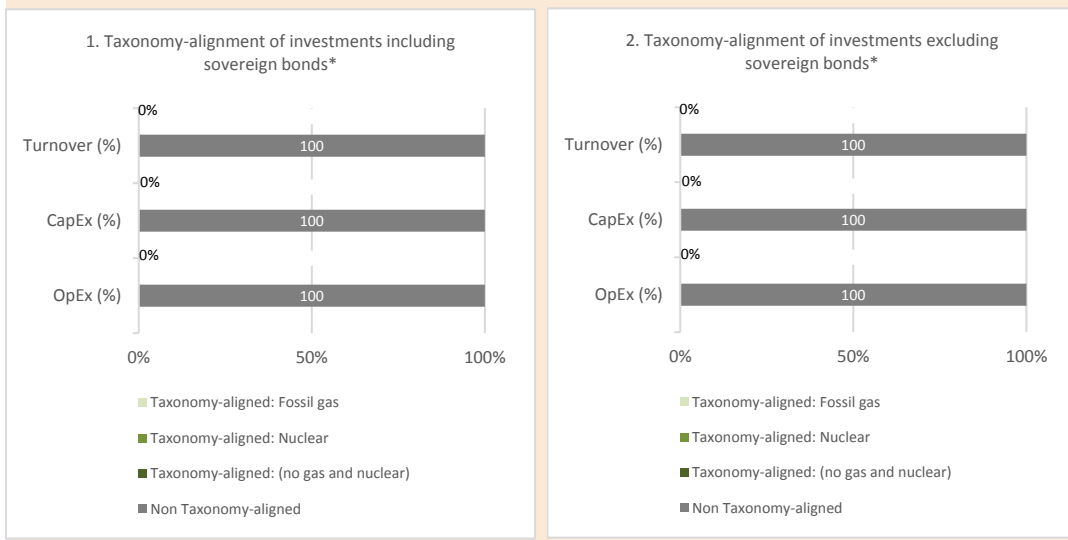 1. Taxonomy-alignment of investments including
sovereign bonds*
0%
Turnover (%)
100
0%
CapEx (%)
100
0%
OpEx (%)
100
0%
50%
100%
Taxonomy-aligned: Fossil gas
Taxonomy-aligned: Nuclear
Taxonomy-aligned: (no gas and nuclear)
Non Taxonomy-aligned
2. Taxonomy-alignment of investments excluding
sovereign bonds*
0%
Turnover (%)
100
0%
CapEx (%)
100
0%
OpEx (%)
100
0%
50%
100%
Taxonomy-aligned: Fossil gas
Taxonomy-aligned: Nuclear
Taxonomy-aligned: (no gas and nuclear)
Non Taxonomy-aligned